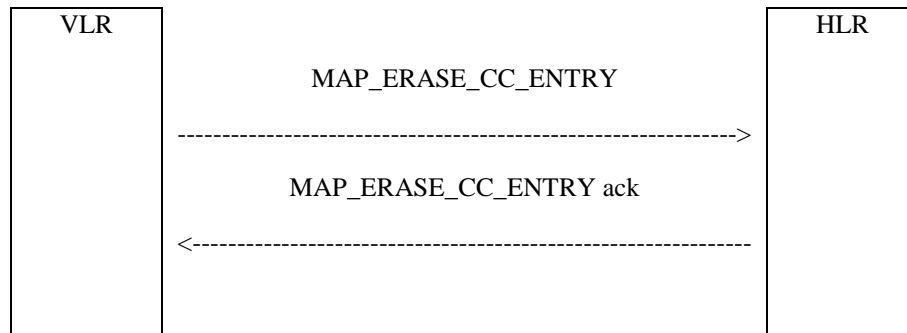 VLR
HLR
MAP_ERASE_CC_ENTRY
MAP_ERASE_CC_ENTRY ack